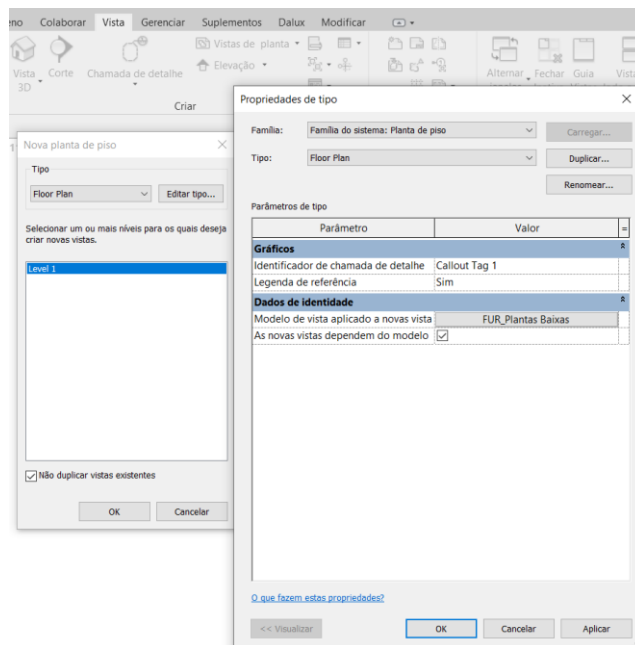 Colaborar Vista Gerenciar Suplementos Dalux Modificar
Vista 3D
Corte
Chamada de detalhe
Vistas de planta
Elevação
Criar
Alternar
Fechar
Guia
Nova planta de piso
Tipo
Floor Plan
Editar tipo...
Selecionar um ou mais níveis para os quais deseja
criar novas vistas.
Level 1
Não duplicar vistas existentes
OK Cancelar
Propriedades de tipo
Família: Família do sistema: Planta de piso Carregar...
Tipo: Floor Plan Duplicar...
Renomear...
Parâmetros de tipo
Parâmetro Valor =
Gráficos
Identificador de chamada de detalhe Callout Tag 1
Legenda de referência Sim
Dados de identidade
Modelo de vista aplicado a novas vista FUR_Plantas Baixas
As novas vistas dependem do modelo
O que fazem estas propriedades?
<< Visualizar OK Cancelar Aplicar